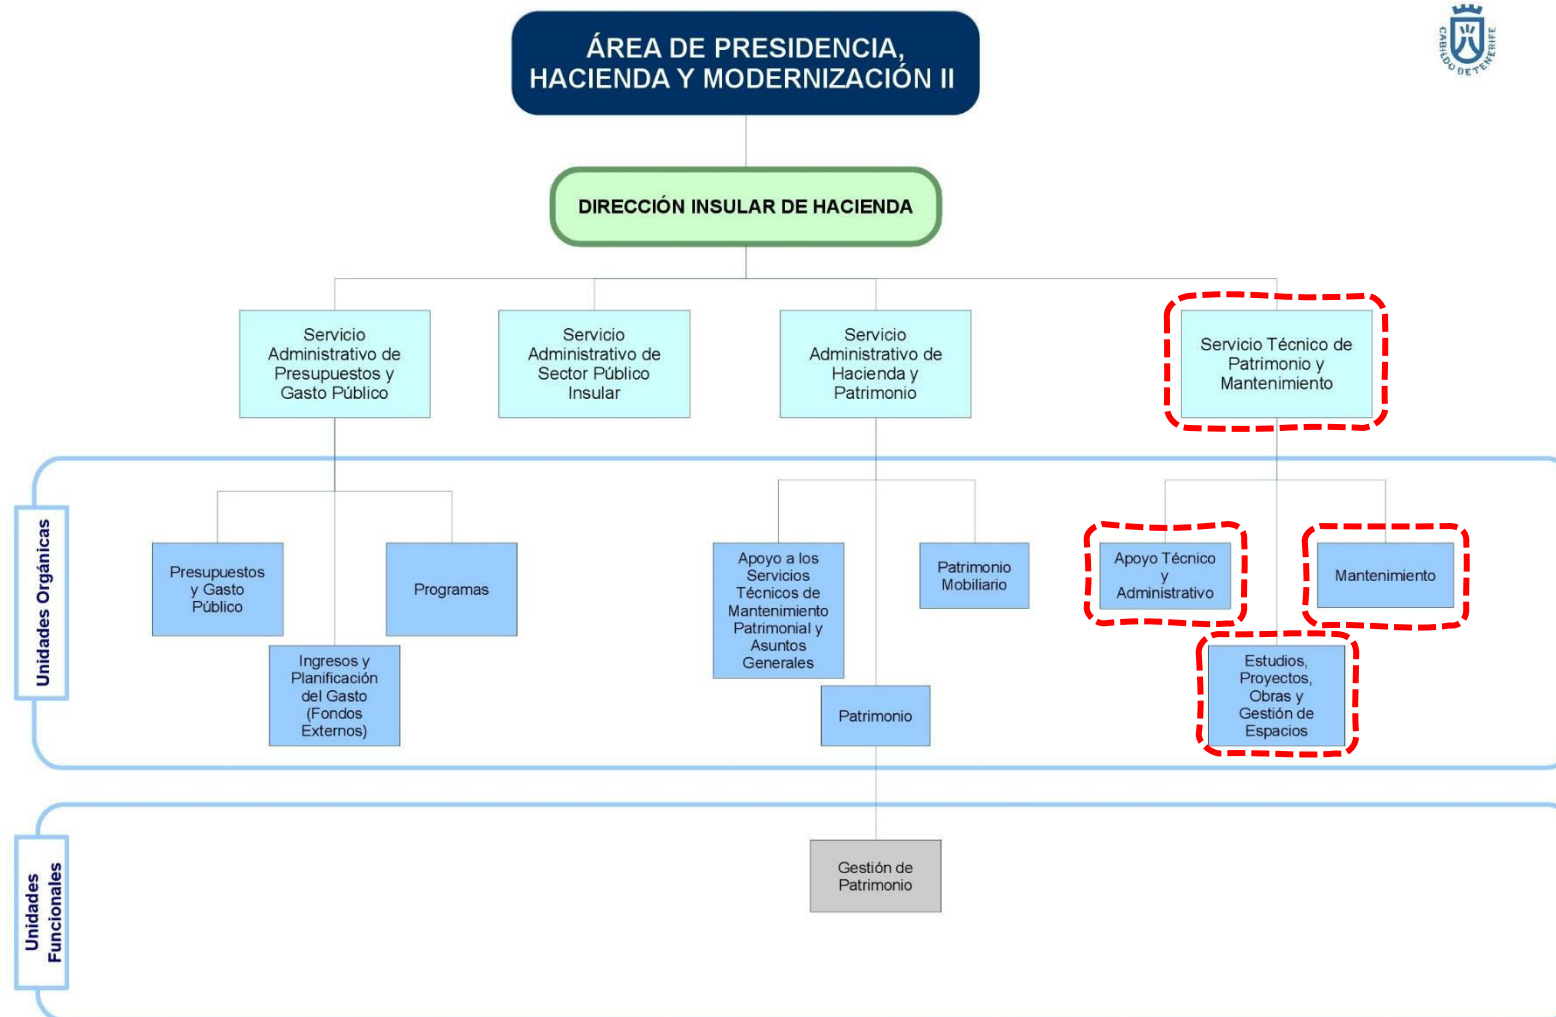 ÁREA DE PRESIDENCIA,
HACIENDA Y MODERNIZACIÓN II
CABILDO DE TENERIFE
DIRECCIÓN INSULAR DE HACIENDA
Servicio
Administrativo de
Presupuestos y
Gasto Público
Servicio
Administrativo de
Sector Público
Insular
Servicio
Administrativo de
Hacienda y
Patrimonio
Servicio Técnico de
Patrimonio y
Mantenimiento
Unidades Orgánicas
Presupuestos
y Gasto
Público
Ingresos y
Planificación
del Gasto
(Fondos
Externos)
Programas
Apoyo a los
Servicios
Técnicos de
Mantenimiento
Patrimonial y
Asuntos
Generales
Patrimonio
Patrimonio
Mobiliario
Apoyo Técnico
y
Administrativo
Estudios,
Proyectos,
Obras y
Gestión de
Espacios
Mantenimiento
Unidades
Funcionales
Gestión de
Patrimonio